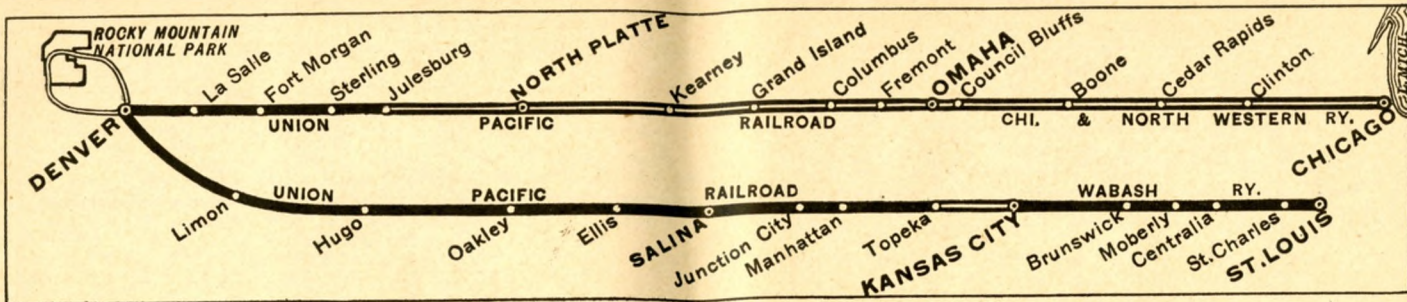 ROCKY MOUNTAIN
NATIONAL PARK
DENVER
La Salle
Fort Morgan
Sterling
Julesburg
NORTH PLATTE
Kearney
Grand Island
Columbus
Fremont
OMAHA
Council Bluffs
Boone
Cedar Rapids
Clinton
CHICAGO
UNION PACIFIC RAILROAD
CHI. & NORTH WESTERN RY.
UNION PACIFIC RAILROAD
WABASH RY.
Limon
Hugo
Oakley
Ellis
SALINA
Junction City
Manhattan
Topeka
KANSAS CITY
Brunswick
Moberly
Centralia
St. Charles
ST. LOUIS